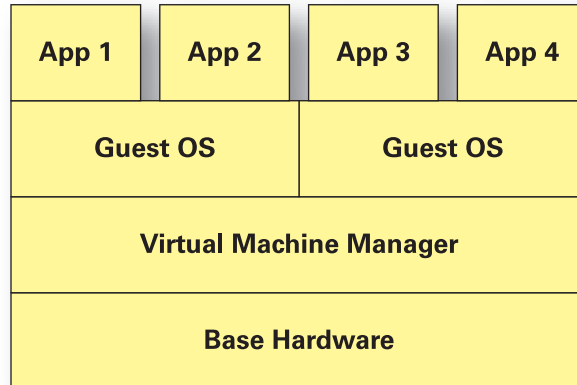 App 1 App 2 App 3 App 4
Guest OS Guest OS
Virtual Machine Manager
Base Hardware